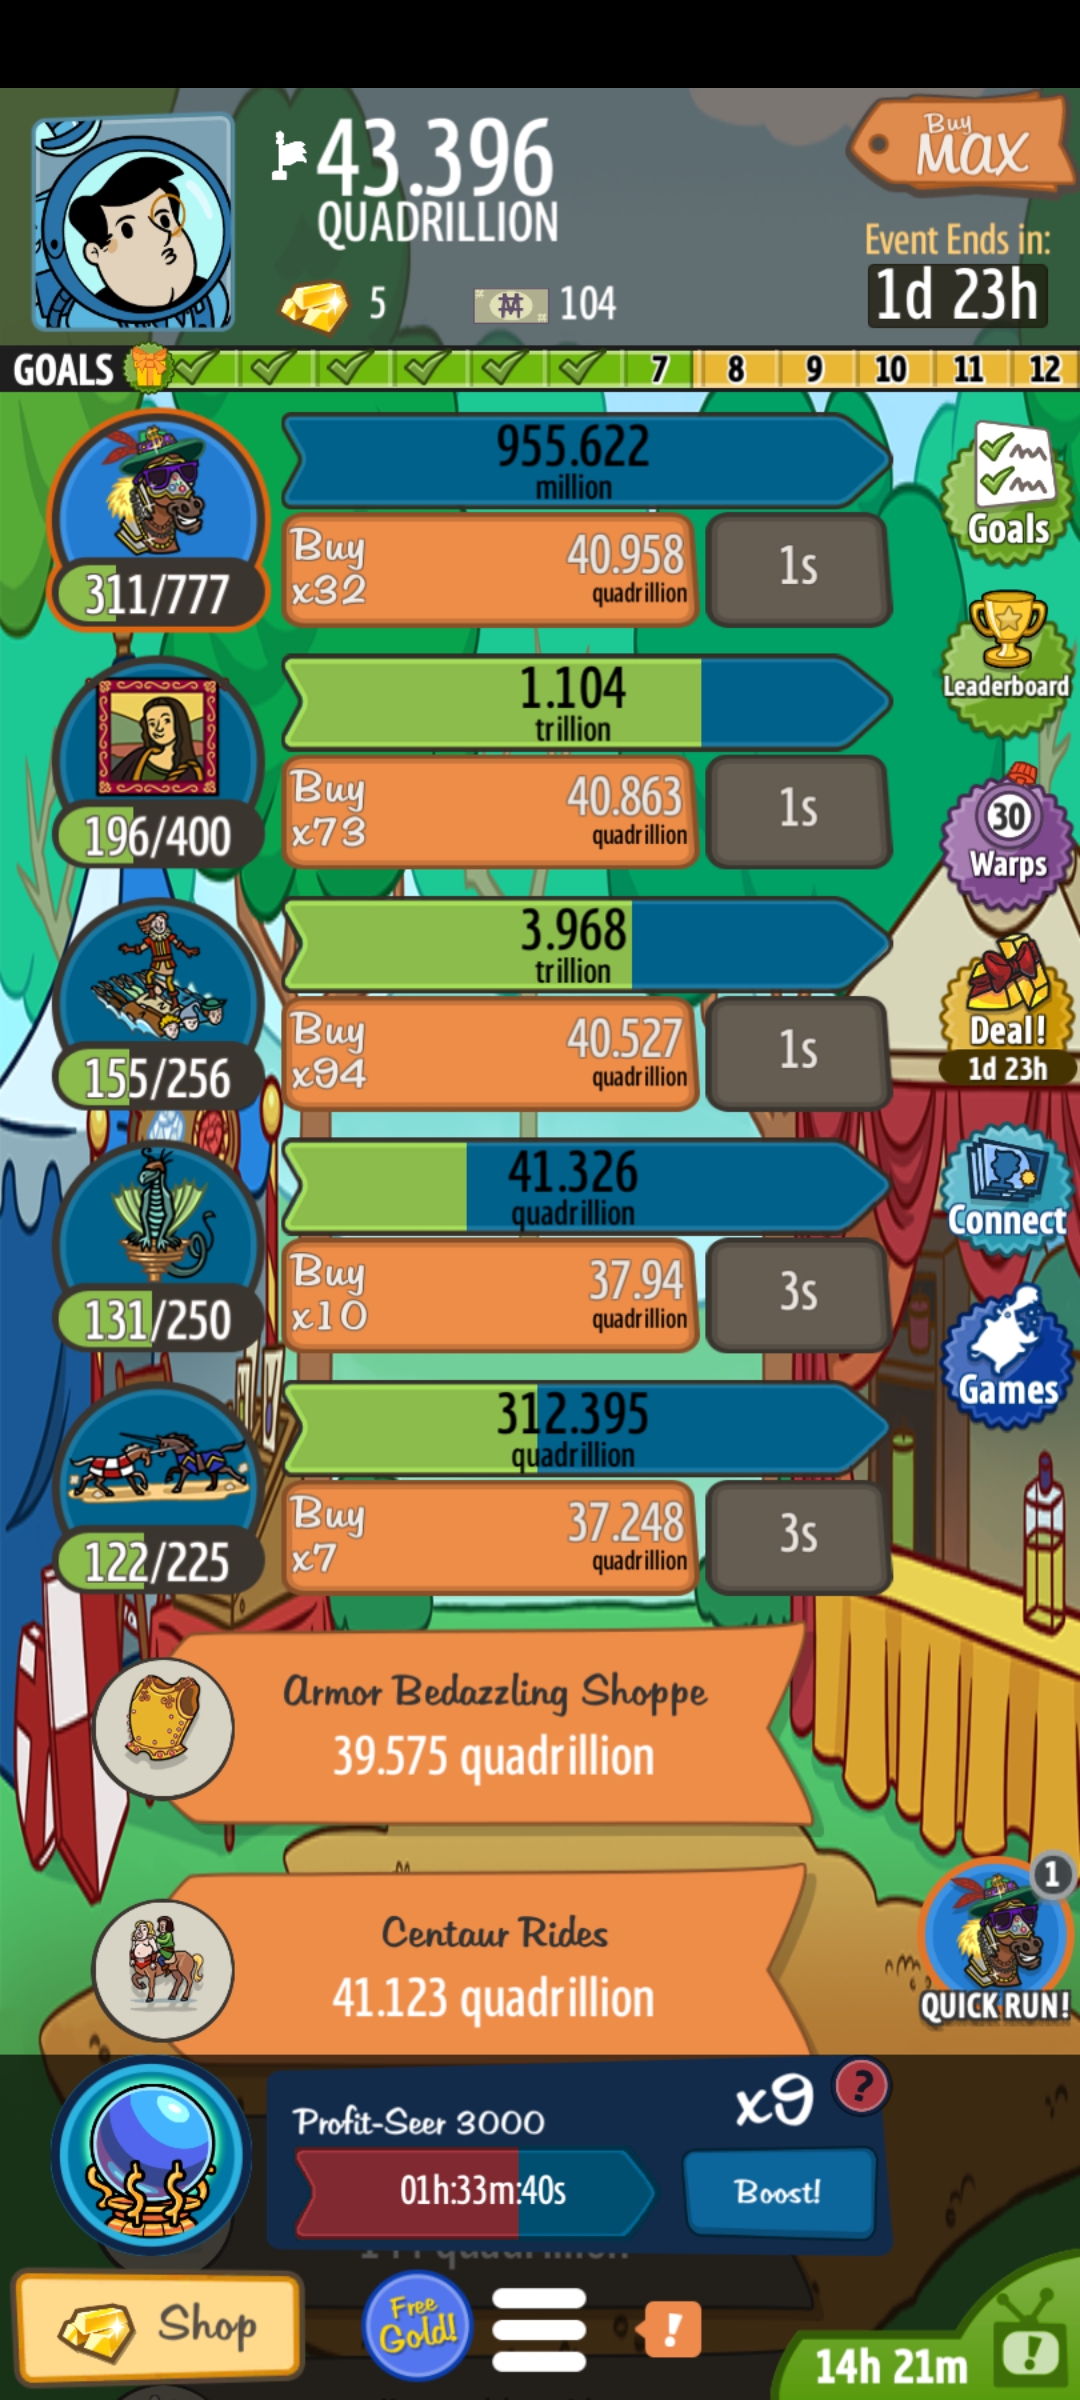 43.396
QUADRILLION
Buy
MAX
Event Ends in:
1d 23h
5
104
GOALS 7 8 9 10 11 12
955.622
million
Buy
x32
40.958
quadrillion
1s
311/777
Goals
1.104
trillion
Buy
x73
40.863
quadrillion
1s
196/400
Leaderboard
30
Warps
3.968
trillion
Buy
x94
40.527
quadrillion
1s
155/256
Deal!
1d 23h
41.326
quadrillion
Buy
x10
37.94
quadrillion
3s
131/250
Connect
Games
312.395
quadrillion
Buy
x7
37.248
quadrillion
3s
122/225
Armor Bedazzling Shoppe
39.575 quadrillion
Centaur Rides
41.123 quadrillion
1
QUICK RUN!
Profit-Seer 3000
x9
?
01h:33m:40s
Boost!
Shop
Free
Gold!
!
14h 21m
!